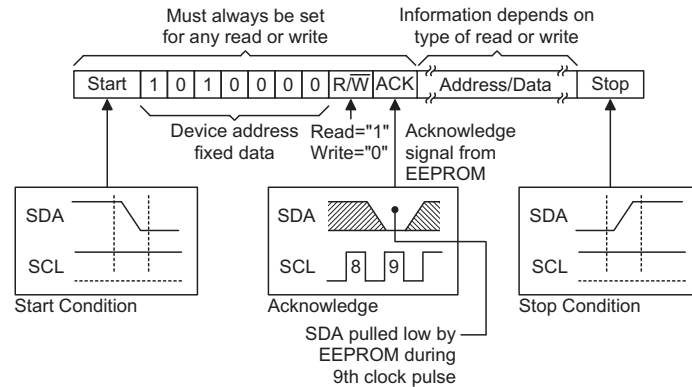 Must always be set
for any read or write
Information depends on
type of read or write
Start 1 0 1 0 0 0 0 R/W̅ ACK Address/Data Stop
Device address
fixed data
Read="1"
Write="0"
Acknowledge
signal from
EEPROM
SDA
SCL
Start Condition
SDA
SCL 8 9
Acknowledge
SDA
SCL
Stop Condition
SDA pulled low by
EEPROM during
9th clock pulse